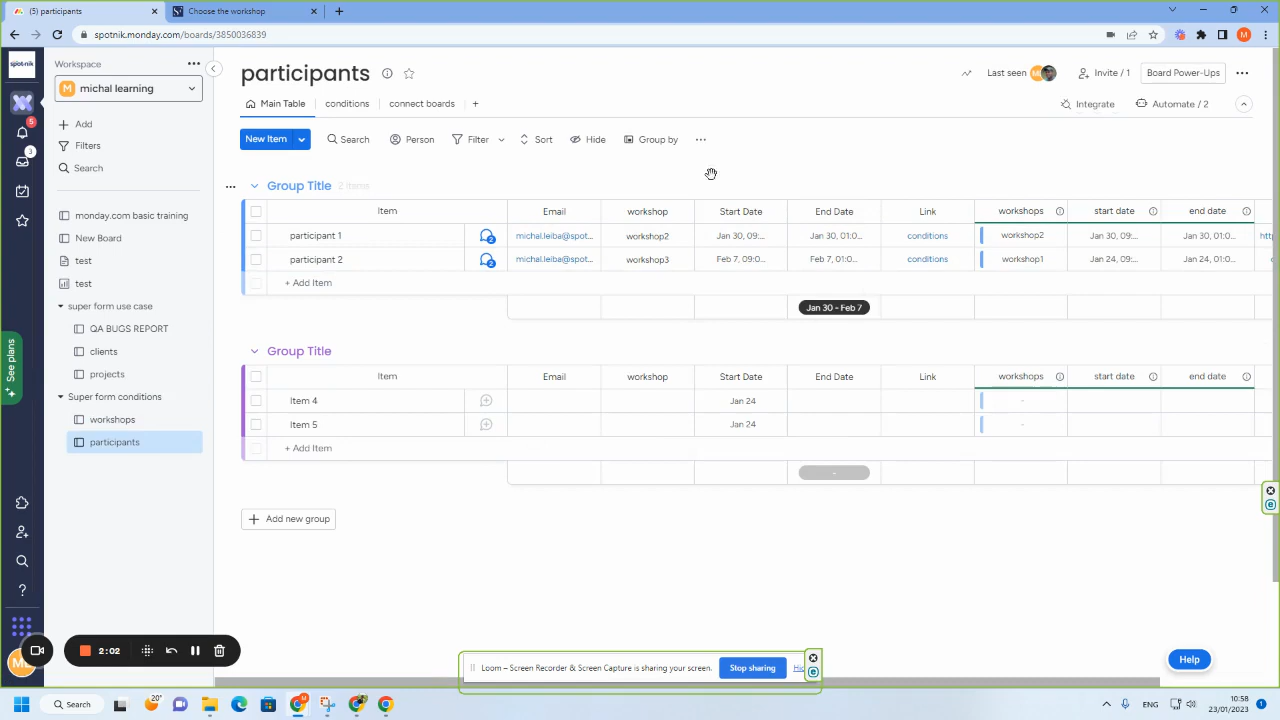 (5) participants
Choose the workshop
spotnik.monday.com/boards/3850036839
M
spot-nik
Workspace
M michal learning
participants
Last seen
Invite / 1
Board Power-Ups
Main Table
conditions
connect boards
Integrate
Automate / 2
5
Add
New Item
Search
Person
Filter
Sort
Hide
Group by
3
Filters
Search
Group Title 2 Items
monday.com basic training
New Board
test
test
Item Email workshop Start Date End Date Link workshops start date end date
participant 1 2 michal.leiba@spot... workshop2 Jan 30, 09:... Jan 30, 01:0... conditions workshop2 Jan 30, 09:... Jan 30, 01:0... htt
participant 2 2 michal.leiba@spot... workshop3 Feb 7, 09:0... Feb 7, 01:0... conditions workshop1 Jan 24, 09:... Jan 24, 01:0...
+ Add Item
Jan 30 - Feb 7
super form use case
QA BUGS REPORT
clients
projects
Super form conditions
workshops
participants
See plans
Group Title
Item Email workshop Start Date End Date Link workshops start date end date
Item 4 Jan 24 -
Item 5 Jan 24 -
+ Add Item
-
Add new group
2:02
Loom – Screen Recorder & Screen Capture is sharing your screen.
Stop sharing
Help
Search
20°
ENG
10:58
23/01/2023